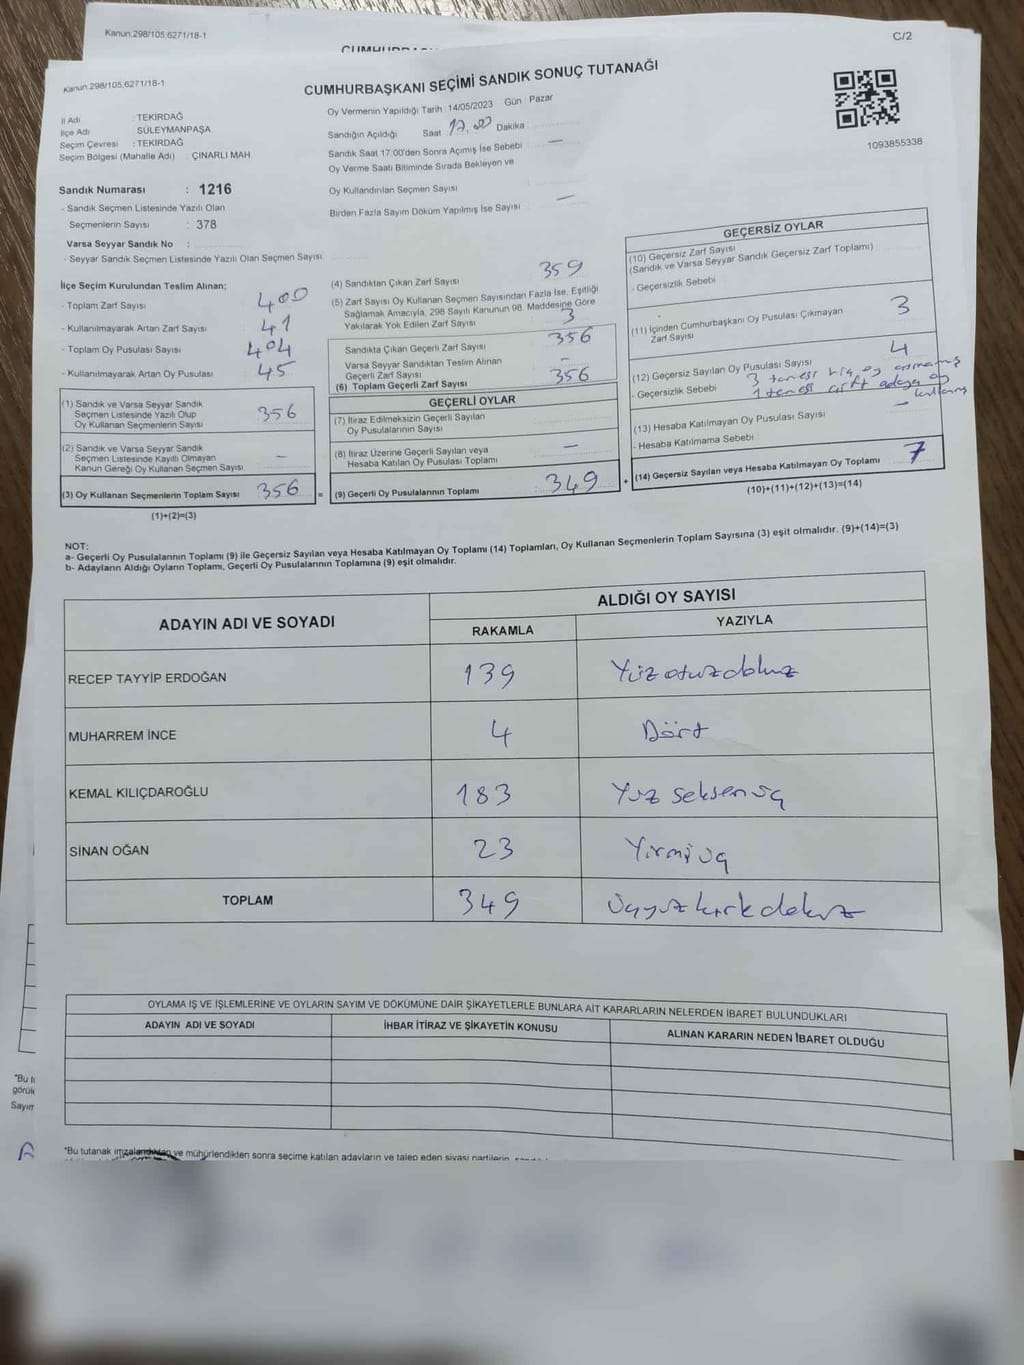 Kanun:298/105,6271/18-1
C/2
Kanun:298/105,6271/18-1
CUMHURBAŞKANI SEÇİMİ SANDIK SONUÇ TUTANAĞI
İl Adı : TEKİRDAĞ
İlçe Adı : SÜLEYMANPAŞA
Seçim Çevresi : TEKİRDAĞ
Seçim Bölgesi (Mahalle Adı) : ÇINARLI MAH.
Sandık Numarası : 1216
- Sandık Seçmen Listesinde Yazılı Olan
Seçmenlerin Sayısı : 378
Varsa Seyyar Sandık No :
- Seyyar Sandık Seçmen Listesinde Yazılı Olan Seçmen Sayısı
Oy Vermenin Yapıldığı Tarih 14/05/2023 Gün : Pazar
Sandığın Açıldığı Saat 17,00 Dakika
Sandık Saat 17:00'den Sonra Açımış İse Sebebi —
Oy Verme Saati Bitiminde Sırada Bekleyen ve
Oy Kullandırılan Seçmen Sayısı
Birden Fazla Sayım Döküm Yapılmış İse Sayısı —
1093855338
İlçe Seçim Kurulundan Teslim Alınan;
- Toplam Zarf Sayısı 400
- Kullanılmayarak Artan Zarf Sayısı 41
- Toplam Oy Pusulası Sayısı 404
- Kullanılmayarak Artan Oy Pusulası 45
(1) Sandık ve Varsa Seyyar Sandık
Seçmen Listesinde Yazılı Olup
Oy Kullanan Seçmenlerin Sayısı 356
(2) Sandık ve Varsa Seyyar Sandık
Seçmen Listesinde Kayıtlı Olmayan
Kanun Gereği Oy Kullanan Seçmen Sayısı —
(3) Oy Kullanan Seçmenlerin Toplam Sayısı 356 =
(1)+(2)=(3)
(4) Sandıktan Çıkan Zarf Sayısı 359
(5) Zarf Sayısı Oy Kullanan Seçmen Sayısından Fazla İse, Eşitliği
Sağlamak Amacıyla, 298 Sayılı Kanunun 98. Maddesine Göre
Yakılarak Yok Edilen Zarf Sayısı 3
Sandıkta Çıkan Geçerli Zarf Sayısı 356
Varsa Seyyar Sandıktan Teslim Alınan
Geçerli Zarf Sayısı —
(6) Toplam Geçerli Zarf Sayısı 356
GEÇERLİ OYLAR
(7) İtiraz Edilmeksizin Geçerli Sayılan
Oy Pusulalarının Sayısı
(8) İtiraz Üzerine Geçerli Sayılan veya
Hesaba Katılan Oy Pusulası Toplamı —
(9) Geçerli Oy Pusulalarının Toplamı 349 +
GEÇERSİZ OYLAR
(10) Geçersiz Zarf Sayısı
(Sandık ve Varsa Seyyar Sandık Geçersiz Zarf Toplamı)
- Geçersizlik Sebebi
(11) İçinden Cumhurbaşkanı Oy Pusulası Çıkmayan
Zarf Sayısı 3
(12) Geçersiz Sayılan Oy Pusulası Sayısı 4
- Geçersizlik Sebebi 3 tanesi hiç oy
1 tanesi çift adaya oy
(13) Hesaba Katılmayan Oy Pusulası Sayısı —
- Hesaba Katılmama Sebebi
(14) Geçersiz Sayılan veya Hesaba Katılmayan Oy Toplamı 7
(10)+(11)+(12)+(13)=(14)
NOT:
a- Geçerli Oy Pusulalarının Toplamı (9) ile Geçersiz Sayılan veya Hesaba Katılmayan Oy Toplamı (14) Toplamları, Oy Kullanan Seçmenlerin Toplam Sayısına (3) eşit olmalıdır. (9)+(14)=(3)
b- Adayların Aldığı Oyların Toplamı, Geçerli Oy Pusulalarının Toplamına (9) eşit olmalıdır.
ADAYIN ADI VE SOYADI
ALDIĞI OY SAYISI
RAKAMLA YAZIYLA
RECEP TAYYİP ERDOĞAN 139 Yüzotuzdokuz
MUHARREM İNCE 4 Dört
KEMAL KILIÇDAROĞLU 183 Yüz seksen üç
SİNAN OĞAN 23 Yirmi üç
TOPLAM 349 Üçyüz kırk dokuz
OYLAMA İŞ VE İŞLEMLERİNE VE OYLARIN SAYIM VE DÖKÜMÜNE DAİR ŞİKAYETLERLE BUNLARA AİT KARARLARIN NELERDEN İBARET BULUNDUKLARI
ADAYIN ADI VE SOYADI İHBAR İTİRAZ VE ŞİKAYETİN KONUSU ALINAN KARARIN NEDEN İBARET OLDUĞU
*Bu tutanak imzalandıktan ve mühürlendikten sonra seçime katılan adayların ve talep eden siyasi partilerin,